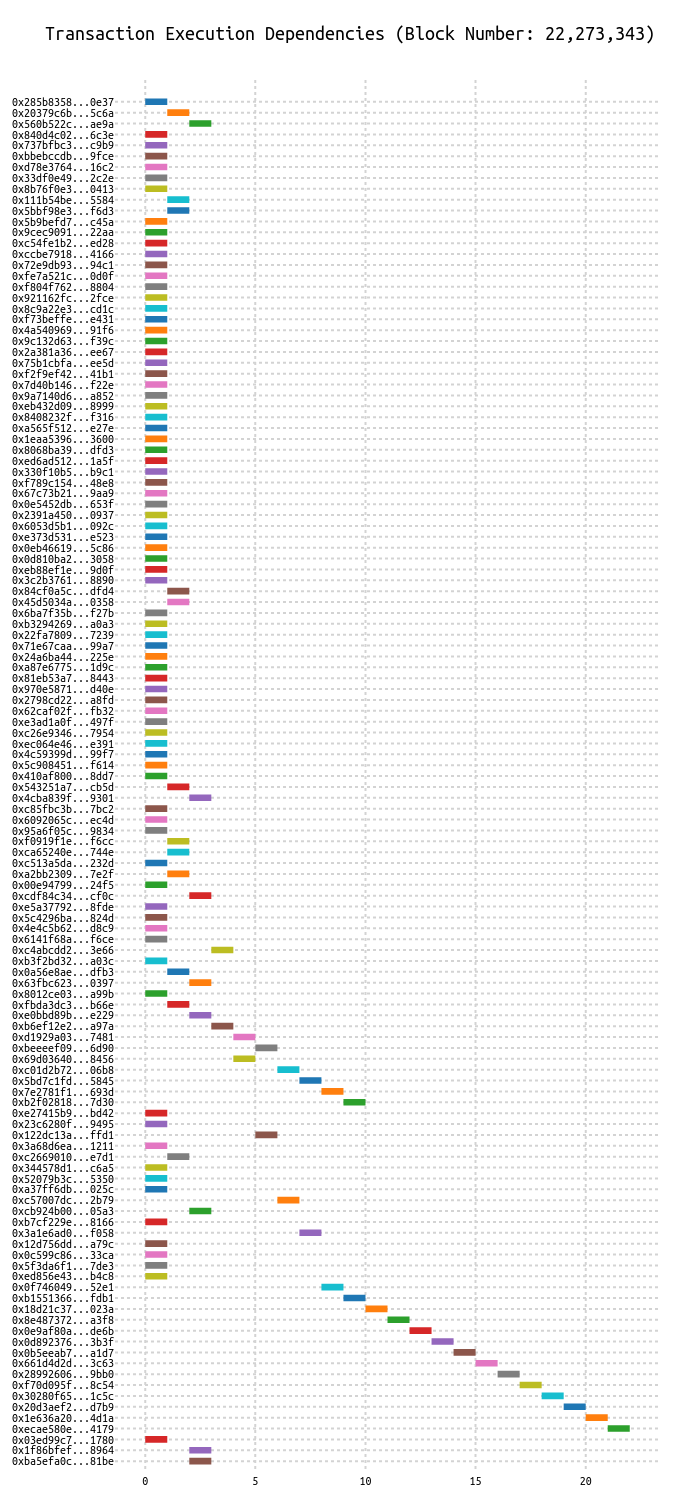 Transaction Execution Dependencies (Block Number: 22,273,343)
0x285b8358...0e37
0x20379c6b...5c6a
0x560b522c...ae9a
0x840d4c02...6c3e
0x737bfbc3...c9b9
0xbbebccdb...9fce
0xd78e3764...16c2
0x33df0e49...2c2e
0x8b76f0e3...0413
0x111b54be...5584
0x5bbf98e3...f6d3
0x5b9befd7...c45a
0x9cec9091...22aa
0xc54fe1b2...ed28
0xccbe7918...4166
0x72e9db93...94c1
0xfe7a521c...0d0f
0xf804f762...8804
0x921162fc...2fce
0x8c9a22e3...cd1c
0xf73beffe...e431
0x4a540969...91f6
0x9c132d63...f39c
0x2a381a36...ee67
0x75b1cbfa...ee5d
0xf2f9ef42...41b1
0x7d40b146...f22e
0x9a7140d6...a852
0xeb432d09...8999
0x8408232f...f316
0xa565f512...e27e
0x1eaa5396...3600
0x8068ba39...dfd3
0xed6ad512...1a5f
0x330f10b5...b9c1
0xf789c154...48e8
0x67c73b21...9aa9
0x0e5452db...653f
0x2391a450...0937
0x6053d5b1...092c
0xe373d531...e523
0x0eb46619...5c86
0x0d810ba2...3058
0xeb88ef1e...9d0f
0x3c2b3761...8890
0x84cf0a5c...dfd4
0x45d5034a...0358
0x6ba7f35b...f27b
0xb3294269...a0a3
0x22fa7809...7239
0x71e67caa...99a7
0x24a6ba44...225e
0xa87e6775...1d9c
0x81eb53a7...8443
0x970e5871...d40e
0x2798cd22...a8fd
0x62caf02f...fb32
0xe3ad1a0f...497f
0xc26e9346...7954
0xec064e46...e391
0x4c59399d...99f7
0x5c908451...f614
0x410af800...8dd7
0x543251a7...cb5d
0x4cba839f...9301
0xc85fbc3b...7bc2
0x6092065c...ec4d
0x95a6f05c...9834
0xf0919f1e...f6cc
0xca65240e...744e
0xc513a5da...232d
0xa2bb2309...7e2f
0x00e94799...24f5
0xcdf84c34...cf0c
0xe5a37792...8fde
0x5c4296ba...824d
0x4e4c5b62...d8c9
0x6141f68a...f6ce
0xc4abcdd2...3e66
0xb3f2bd32...a03c
0x0a56e8ae...dfb3
0x63fbc623...0397
0x8012ce03...a99b
0xfbda3dc3...b66e
0xe0bbd89b...e229
0xb6ef12e2...a97a
0xd1929a03...7481
0xbeeeef09...6d90
0x69d03640...8456
0xc01d2b72...06b8
0x5bd7c1fd...5845
0x7e2781f1...693d
0xb2f02818...7d30
0xe27415b9...bd42
0x23c6280f...9495
0x122dc13a...ffd1
0x3a68d6ea...1211
0xc2669010...e7d1
0x344578d1...c6a5
0x52079b3c...5350
0xa37ff6db...025c
0xc57007dc...2b79
0xcb924b00...05a3
0xb7cf229e...8166
0x3a1e6ad0...f058
0x12d756dd...a79c
0x0c599c86...33ca
0x5f3da6f1...7de3
0xed856e43...b4c8
0x0f746049...52e1
0xb1551366...fdb1
0x18d21c37...023a
0x8e487372...a3f8
0x0e9af80a...de6b
0x0d892376...3b3f
0x0b5eeab7...a1d7
0x661d4d2d...3c63
0x28992606...9bb0
0xf70d095f...8c54
0x30280f65...1c5c
0x20d3aef2...d7b9
0x1e636a20...4d1a
0xecae580e...4179
0x03ed99c7...1780
0x1f86bfef...8964
0xba5efa0c...81be
0 5 10 15 20